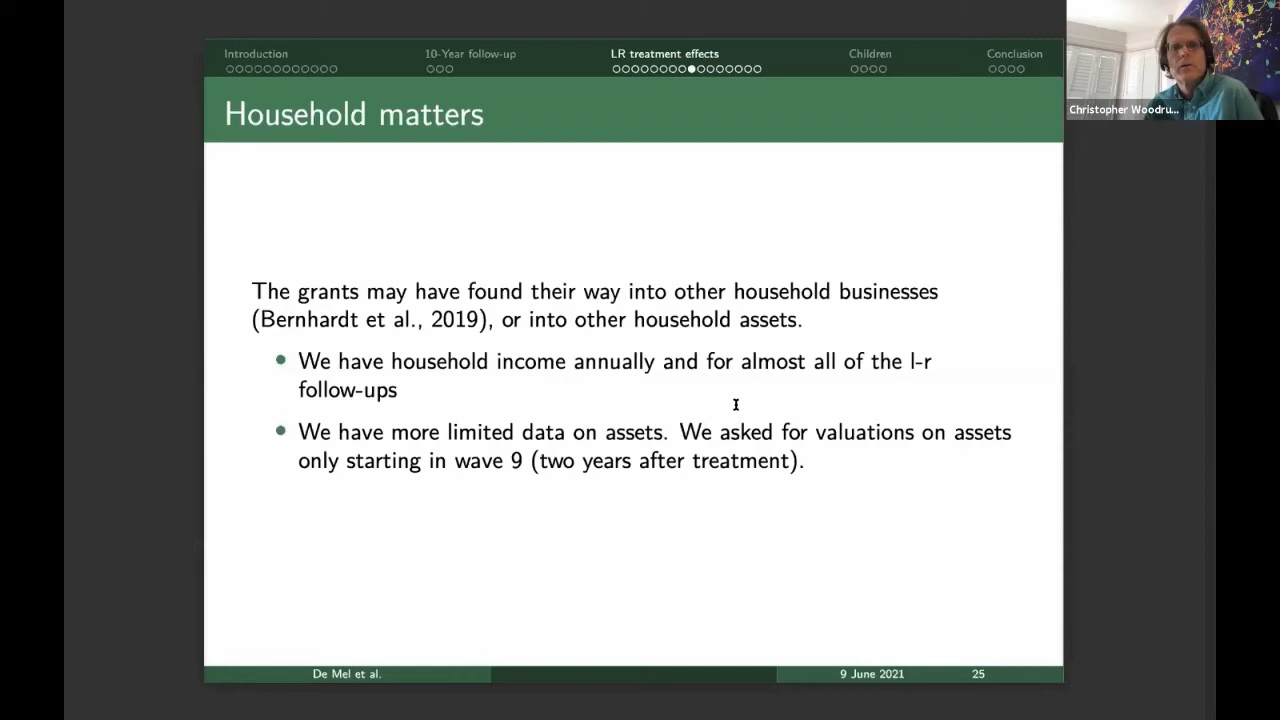 Introduction 10-Year follow-up LR treatment effects Children Conclusion
Household matters
Christopher Woodru...
The grants may have found their way into other household businesses
(Bernhardt et al., 2019), or into other household assets.
We have household income annually and for almost all of the l-r
follow-ups
We have more limited data on assets. We asked for valuations on assets
only starting in wave 9 (two years after treatment).
De Mel et al. 9 June 2021 25